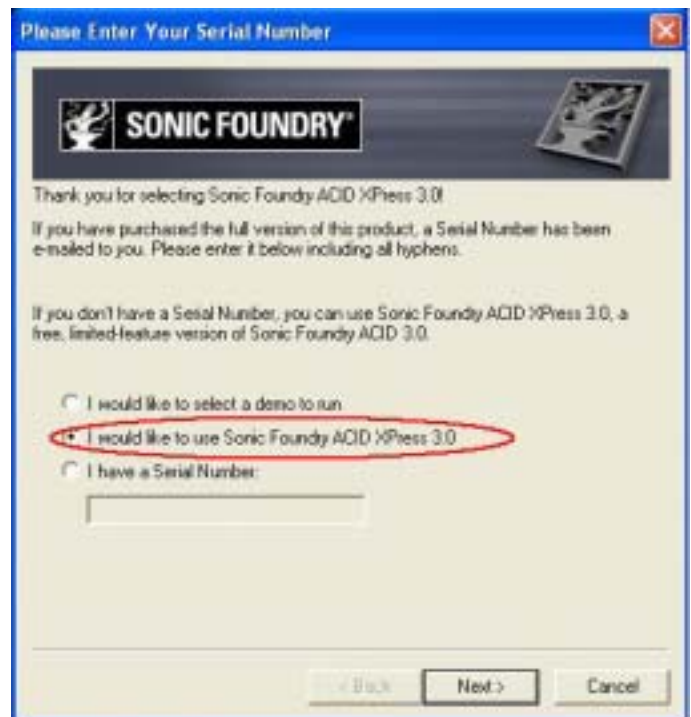 Please Enter Your Serial Number
SONIC FOUNDRY®
Thank you for selecting Sonic Foundry ACID XPress 3.0!
If you have purchased the full version of this product, a Serial Number has been
e-mailed to you. Please enter it below including all hyphens.
If you don't have a Serial Number, you can use Sonic Foundry ACID XPress 3.0, a
free, limited-feature version of Sonic Foundry ACID 3.0.
I would like to select a demo to run
I would like to use Sonic Foundry ACID XPress 3.0
I have a Serial Number:
< Back
Next >
Cancel